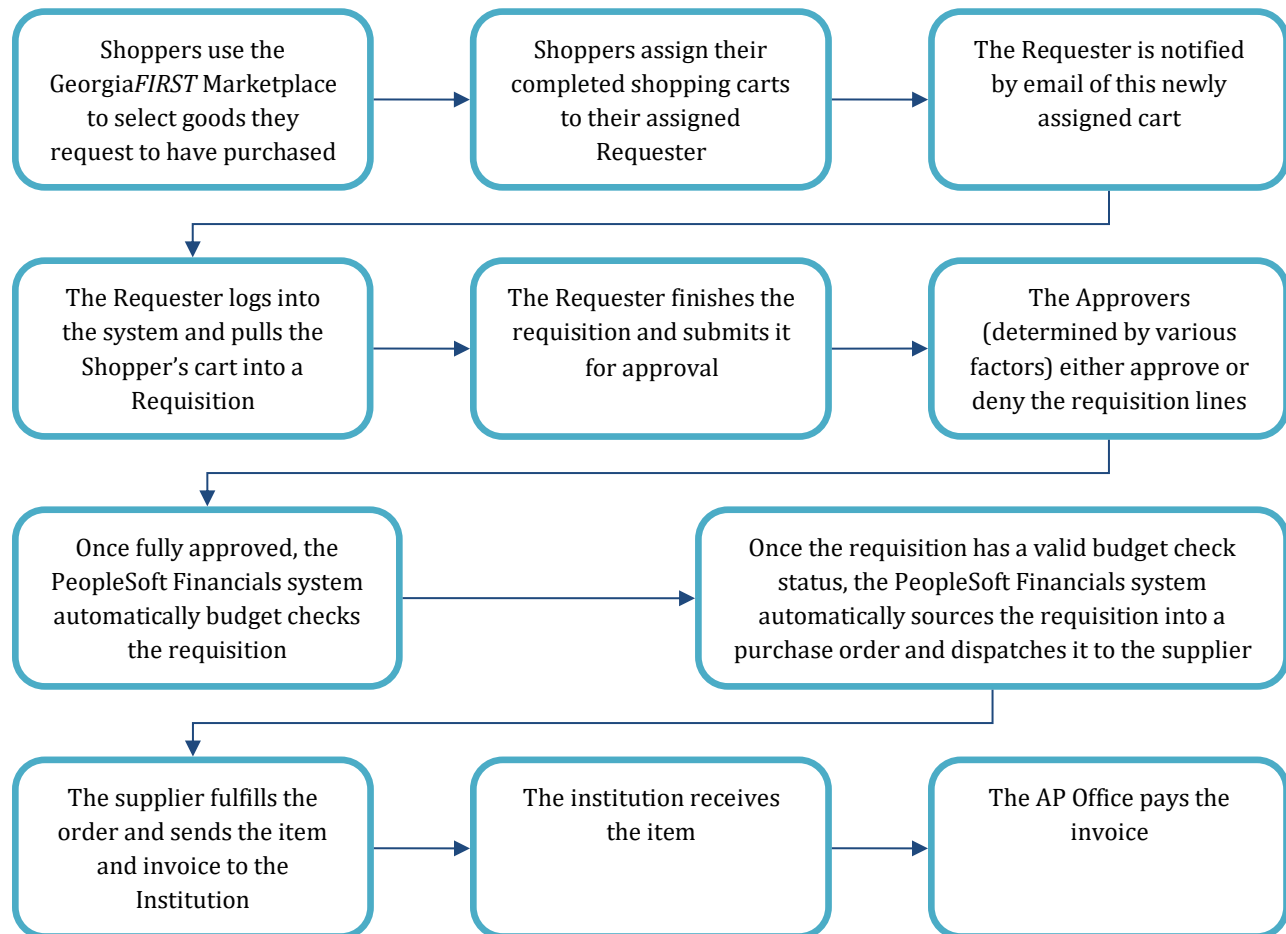 Shoppers use the
GeorgiaFIRST Marketplace
to select goods they
request to have purchased
Shoppers assign their
completed shopping carts
to their assigned
Requester
The Requester is notified
by email of this newly
assigned cart
The Requester logs into
the system and pulls the
Shopper’s cart into a
Requisition
The Requester finishes the
requisition and submits it
for approval
The Approvers
(determined by various
factors) either approve or
deny the requisition lines
Once fully approved, the
PeopleSoft Financials system
automatically budget checks
the requisition
Once the requisition has a valid budget check
status, the PeopleSoft Financials system
automatically sources the requisition into a
purchase order and dispatches it to the supplier
The supplier fulfills the
order and sends the item
and invoice to the
Institution
The institution receives
the item
The AP Office pays the
invoice